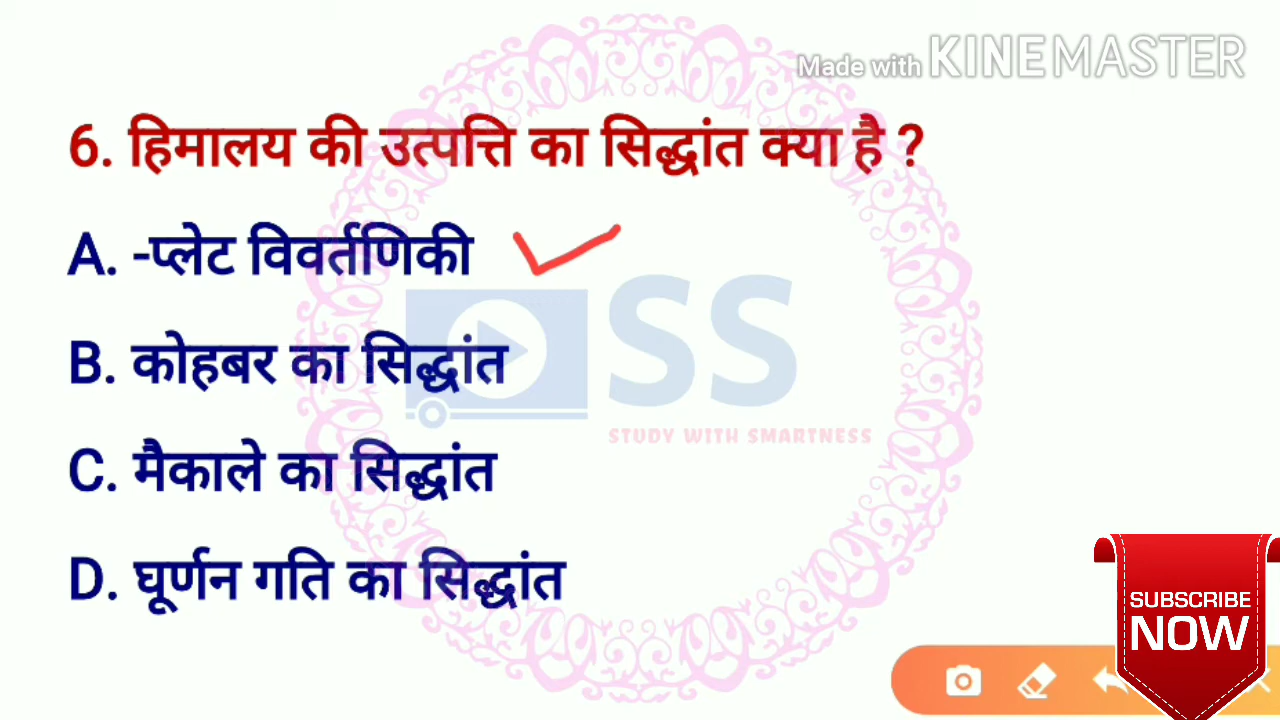 Made with KINEMASTER
6. हिमालय की उत्पत्ति का सिद्धांत क्या है ?
A. -प्लेट विवर्तणिकी
B. कोहबर का सिद्धांत
SS
STUDY WITH SMARTNESS
C. मैकाले का सिद्धांत
D. घूर्णन गति का सिद्धांत
SUBSCRIBE
NOW